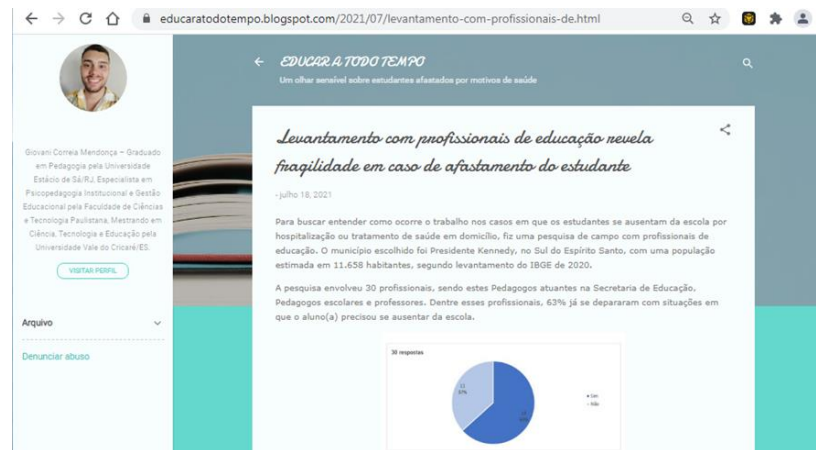 educaratodotempo.blogspot.com/2021/07/levantamento-com-profissionais-de.html
Giovani Correia Mendonça – Graduado
em Pedagogia pela Universidade
Estácio de Sá/RJ. Especialista em
Psicopedagogia Institucional e Gestão
Educacional pela Faculdade de Ciências
e Tecnologia Paulistana. Mestrando em
Ciência, Tecnologia e Educação pela
Universidade Vale do Cricaré/ES.
VISITAR PERFIL
Arquivo
Denunciar abuso
EDUCAR A TODO TEMPO
Um olhar sensível sobre estudantes afastados por motivos de saúde
Levantamento com profissionais de educação revela
fragilidade em caso de afastamento do estudante
- julho 18, 2021
Para buscar entender como ocorre o trabalho nos casos em que os estudantes se ausentam da escola por
hospitalização ou tratamento de saúde em domicílio, fiz uma pesquisa de campo com profissionais de
educação. O município escolhido foi Presidente Kennedy, no Sul do Espírito Santo, com uma população
estimada em 11.658 habitantes, segundo levantamento do IBGE de 2020.
A pesquisa envolveu 30 profissionais, sendo estes Pedagogos atuantes na Secretaria de Educação,
Pedagogos escolares e professores. Dentre esses profissionais, 63% já se depararam com situações em
que o aluno(a) precisou se ausentar da escola.
30 respostas
11
37%
Sim
Não